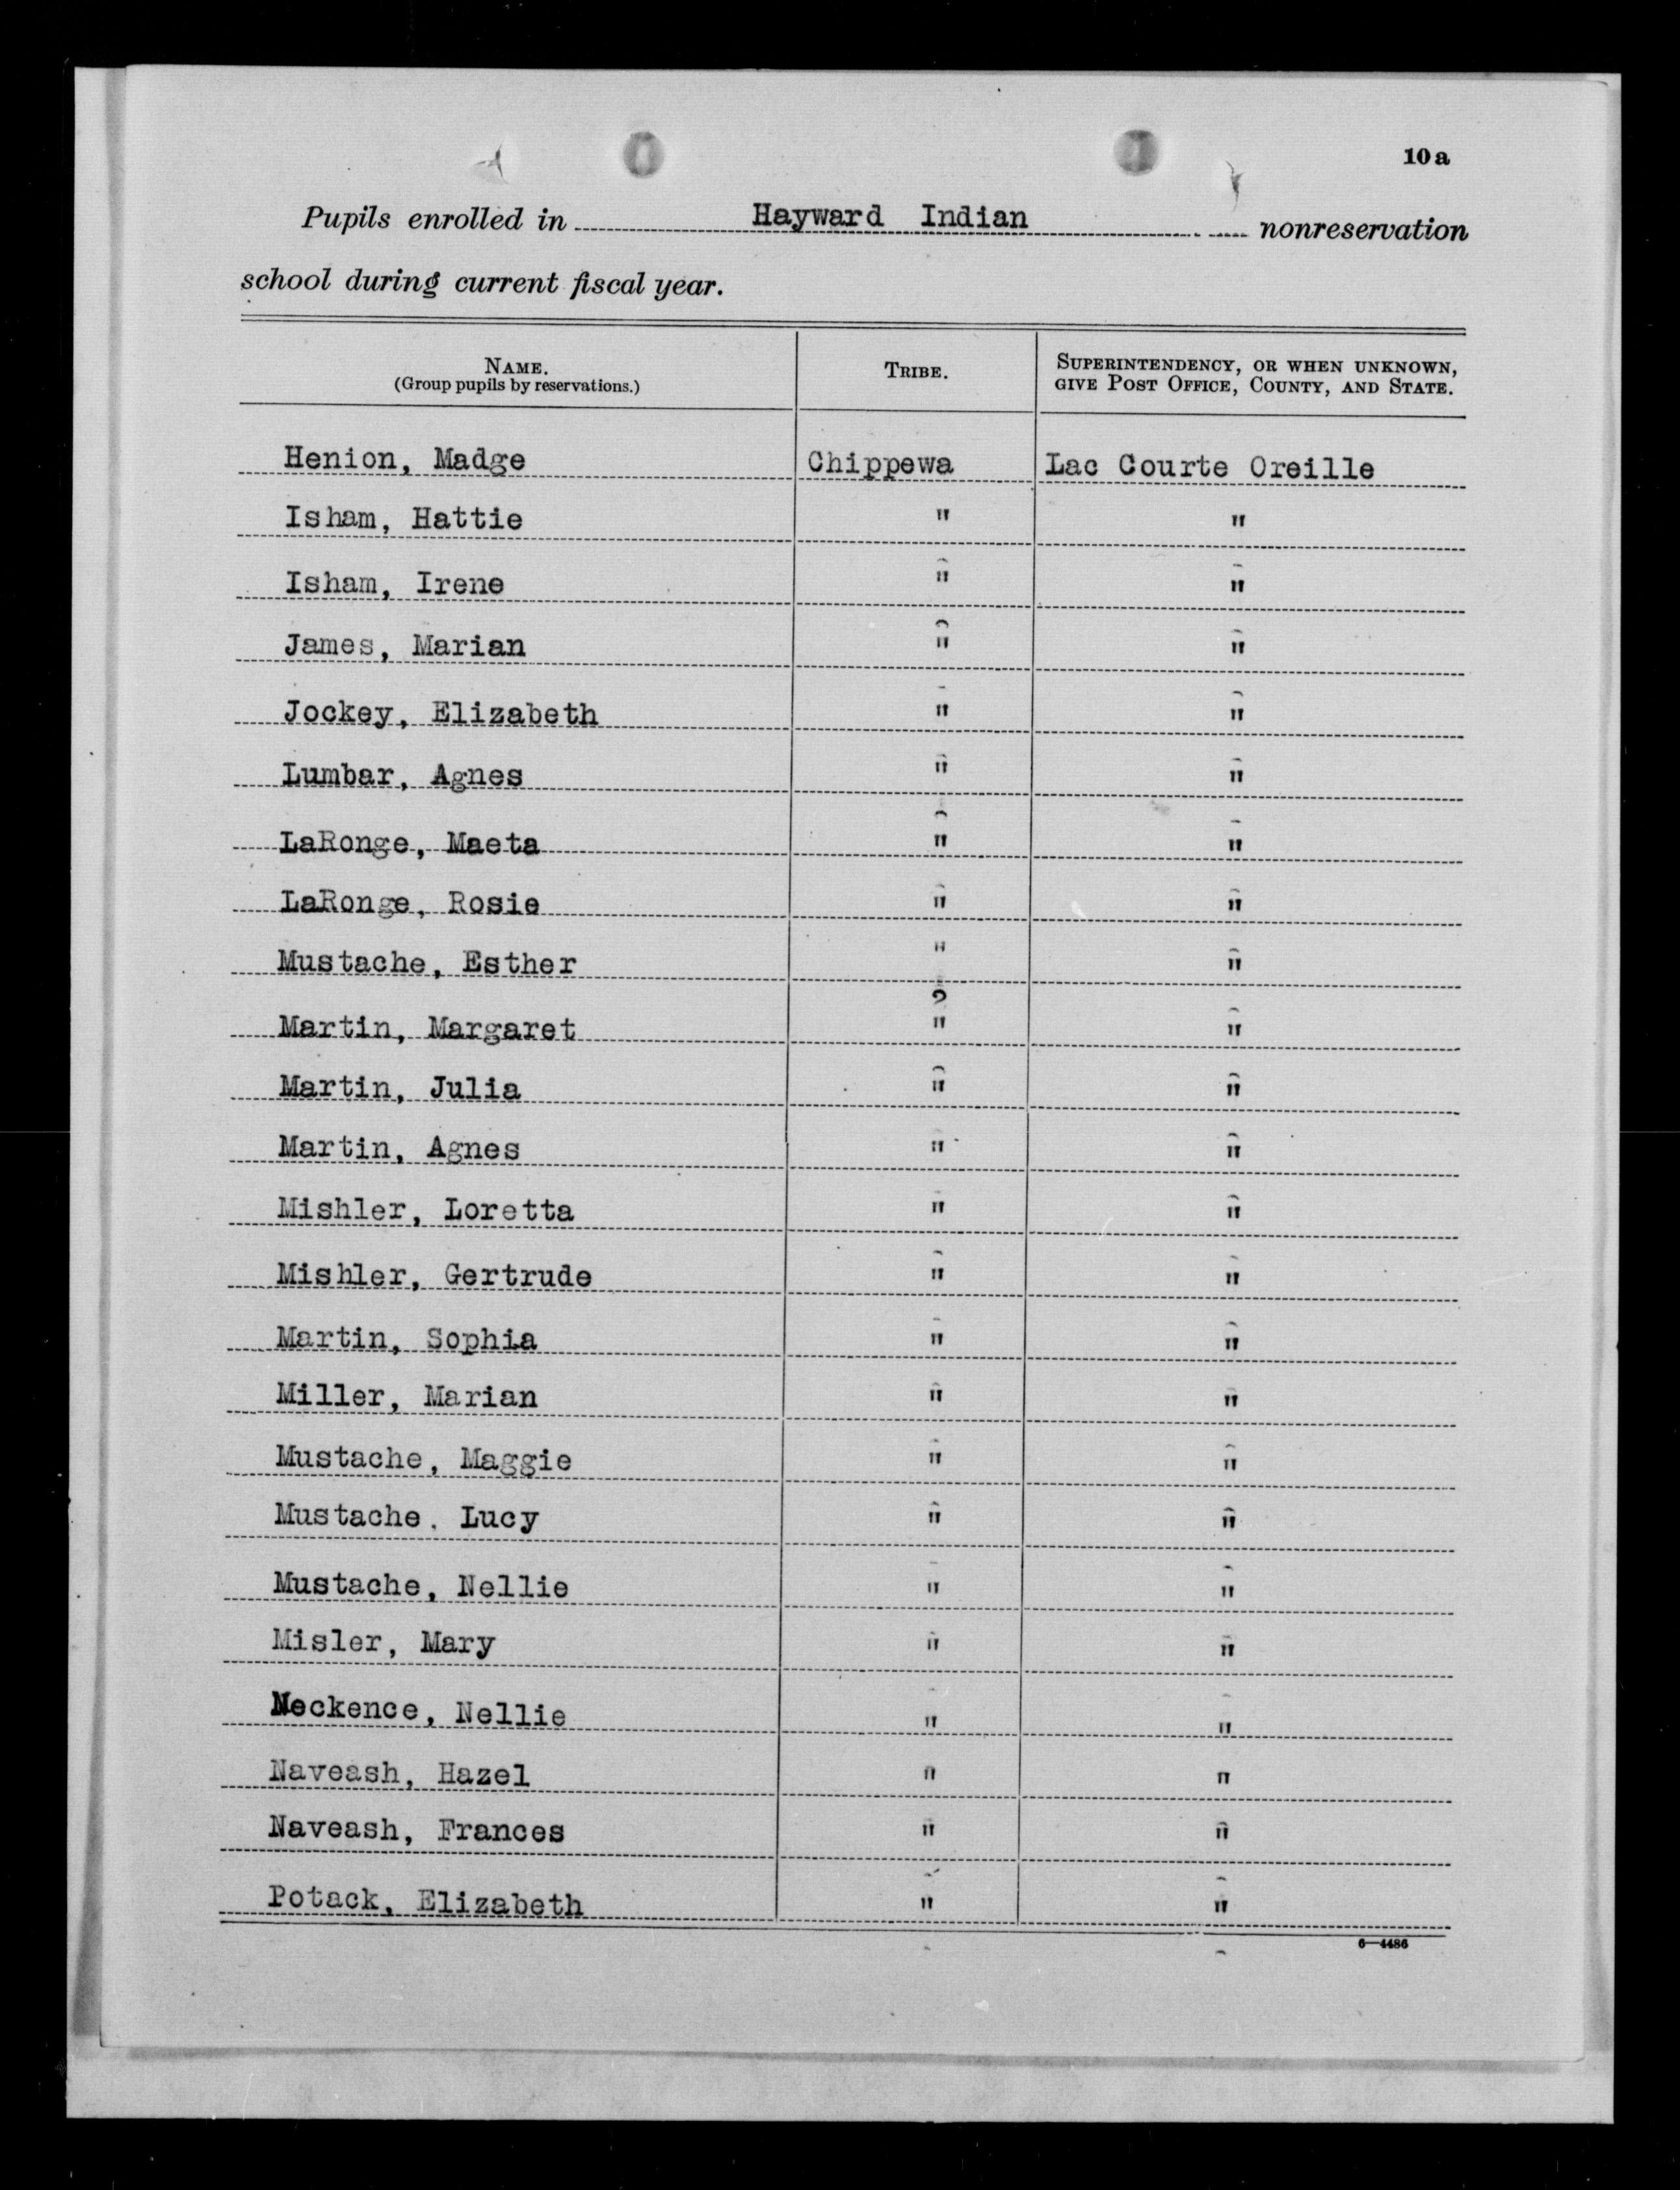 10a
Pupils enrolled in Hayward Indian nonreservation
school during current fiscal year.
NAME. TRIBE. SUPERINTENDENCY, OR WHEN UNKNOWN,
(Group pupils by reservations.) GIVE POST OFFICE, COUNTY, AND STATE.
Henion, Madge Chippewa Lac Courte Oreille
Isham, Hattie " "
Isham, Irene " "
James, Marian " "
Jockey, Elizabeth " "
Lumbar, Agnes " "
LaRonge, Maeta " "
LaRonge, Rosie " "
Mustache, Esther " "
Martin, Margaret " "
Martin, Julia " "
Martin, Agnes " "
Mishler, Loretta " "
Mishler, Gertrude " "
Martin, Sophia " "
Miller, Marian " "
Mustache, Maggie " "
Mustache, Lucy " "
Mustache, Nellie " "
Misler, Mary " "
Neckence, Nellie " "
Naveash, Hazel " "
Naveash, Frances " "
Potack, Elizabeth " "
6—4486